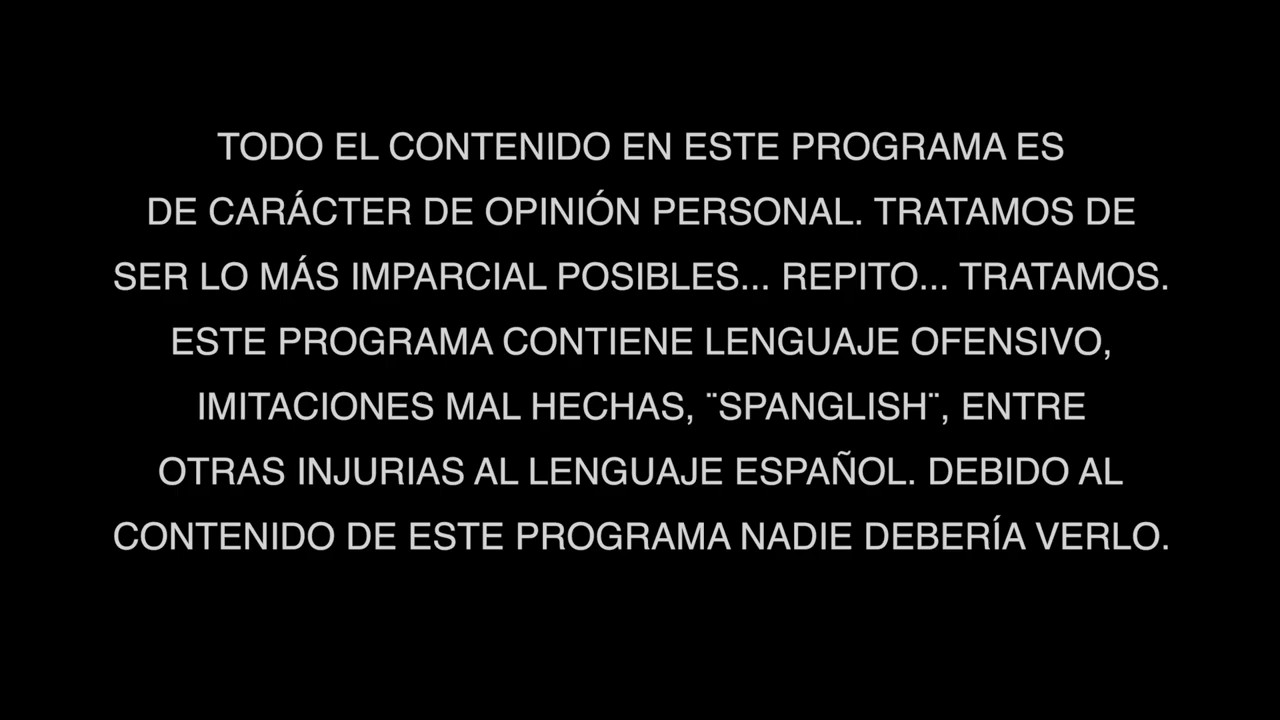 TODO EL CONTENIDO EN ESTE PROGRAMA ES
DE CARÁCTER DE OPINIÓN PERSONAL. TRATAMOS DE
SER LO MÁS IMPARCIAL POSIBLES... REPITO... TRATAMOS.
ESTE PROGRAMA CONTIENE LENGUAJE OFENSIVO,
IMITACIONES MAL HECHAS, ¨SPANGLISH¨, ENTRE
OTRAS INJURIAS AL LENGUAJE ESPAÑOL. DEBIDO AL
CONTENIDO DE ESTE PROGRAMA NADIE DEBERÍA VERLO.